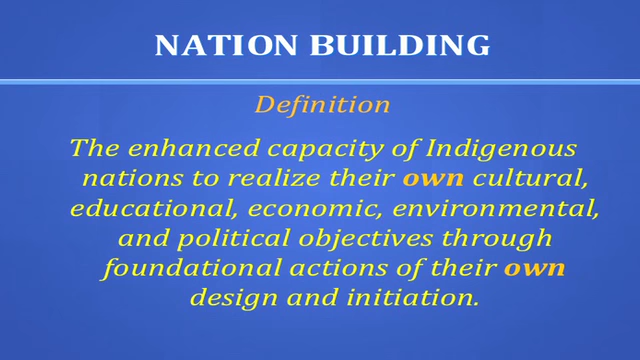 NATION BUILDING
Definition
The enhanced capacity of Indigenous
nations to realize their own cultural,
educational, economic, environmental,
and political objectives through
foundational actions of their own
design and initiation.